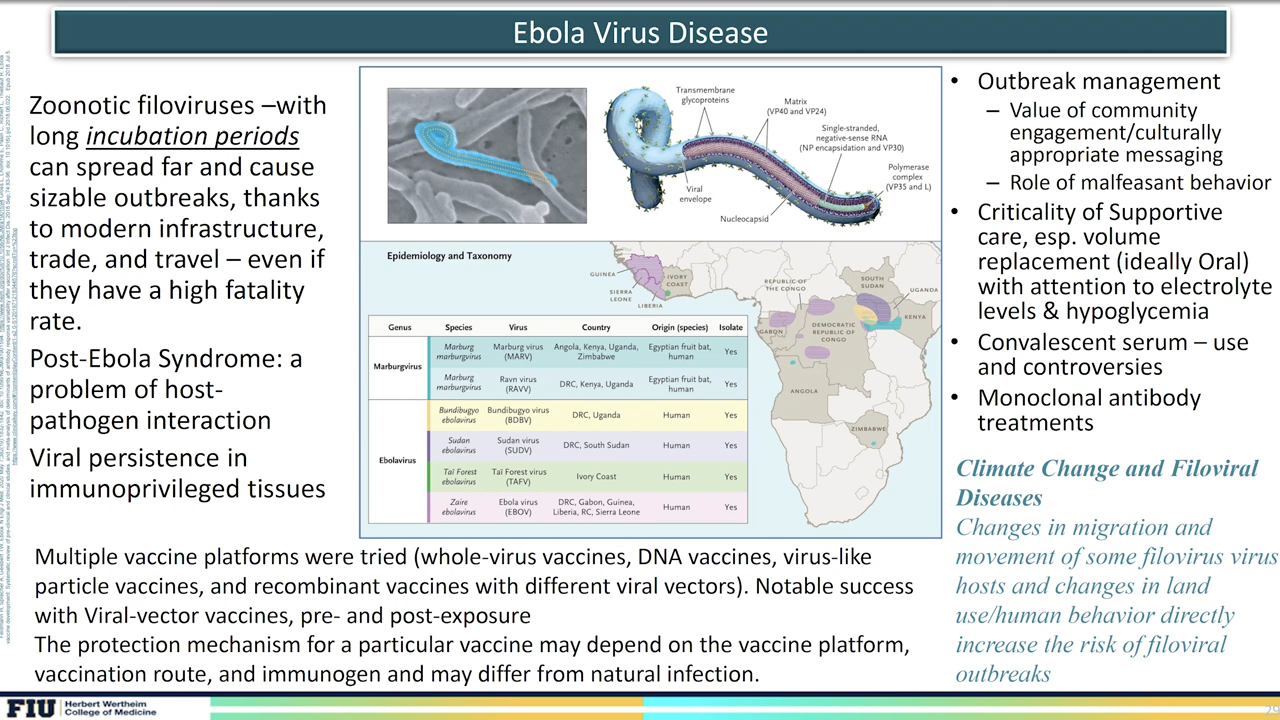 Ebola Virus Disease
Zoonotic filoviruses –with
long incubation periods
can spread far and cause
sizable outbreaks, thanks
to modern infrastructure,
trade, and travel – even if
they have a high fatality
rate.
Post-Ebola Syndrome: a
problem of host-
pathogen interaction
Viral persistence in
immunoprivileged tissues
Transmembrane
glycoproteins
Matrix
(VP40 and VP24)
Single-stranded,
negative-sense RNA
(NP encapsidation and VP30)
Polymerase
complex
(VP35 and L)
Viral
envelope
Nucleocapsid
Epidemiology and Taxonomy
GUINEA
SIERRA
LEONE
LIBERIA
IVORY
COAST
REPUBLIC OF
THE CONGO
SOUTH
SUDAN
UGANDA
KENYA
GABON
DEMOCRATIC
REPUBLIC OF
CONGO
ANGOLA
ZIMBABWE
Genus Species Virus Country Origin (species) Isolate
Marburgvirus
Marburg marburgvirus Marburg virus (MARV) Angola, Kenya, Uganda, Zimbabwe Egyptian fruit bat, human Yes
Marburg marburgvirus Ravn virus (RAVV) DRC, Kenya, Uganda Egyptian fruit bat, human Yes
Ebolavirus
Bundibugyo ebolavirus Bundibugyo virus (BDBV) DRC, Uganda Human Yes
Sudan ebolavirus Sudan virus (SUDV) DRC, South Sudan Human Yes
Taï Forest ebolavirus Taï Forest virus (TAFV) Ivory Coast Human Yes
Zaire ebolavirus Ebola virus (EBOV) DRC, Gabon, Guinea, Liberia, RC, Sierra Leone Human Yes
• Outbreak management
– Value of community
engagement/culturally
appropriate messaging
– Role of malfeasant behavior
• Criticality of Supportive
care, esp. volume
replacement (ideally Oral)
with attention to electrolyte
levels & hypoglycemia
• Convalescent serum – use
and controversies
• Monoclonal antibody
treatments
Climate Change and Filoviral
Diseases
Changes in migration and
movement of some filovirus virus
hosts and changes in land
use/human behavior directly
increase the risk of filoviral
outbreaks
Multiple vaccine platforms were tried (whole-virus vaccines, DNA vaccines, virus-like
particle vaccines, and recombinant vaccines with different viral vectors). Notable success
with Viral-vector vaccines, pre- and post-exposure
The protection mechanism for a particular vaccine may depend on the vaccine platform,
vaccination route, and immunogen and may differ from natural infection.
FIU
Herbert Wertheim
College of Medicine
29